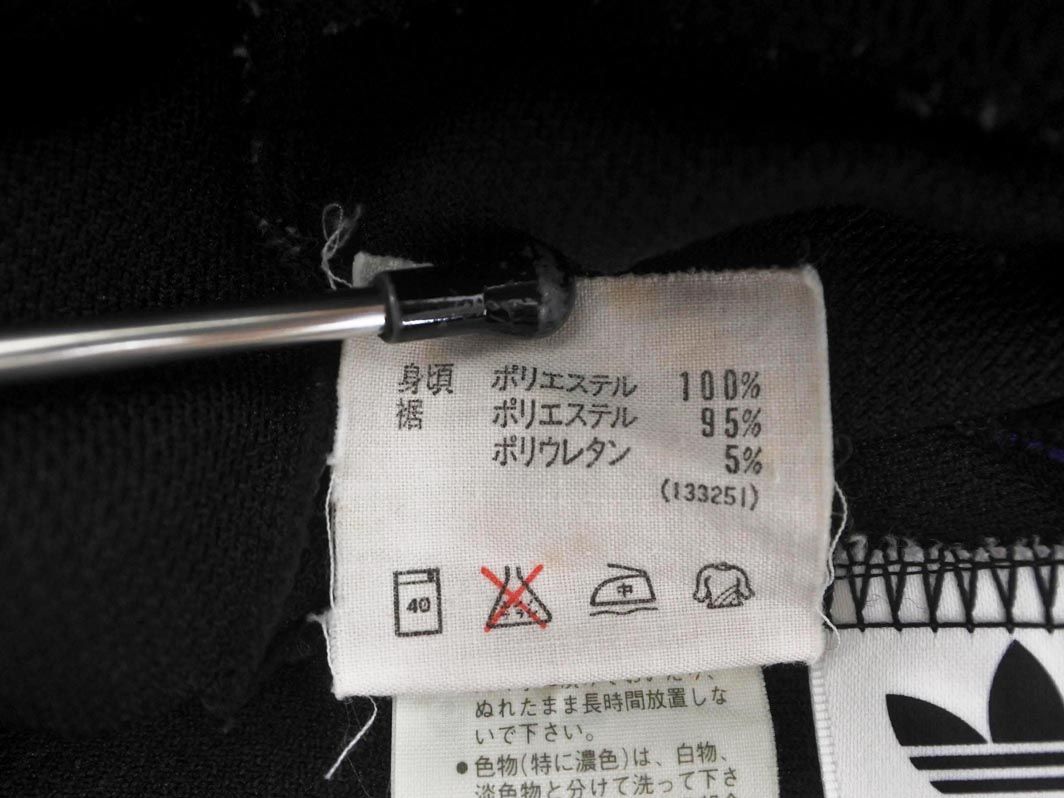 身頃 ポリエステル 100%
裾 ポリエステル 95%
ポリウレタン 5%
(133251)
40 中
ぬれたまま長時間放置しな
いで下さい。
●色物(特に濃色)は、白物、
淡色物と分けて洗って下さ